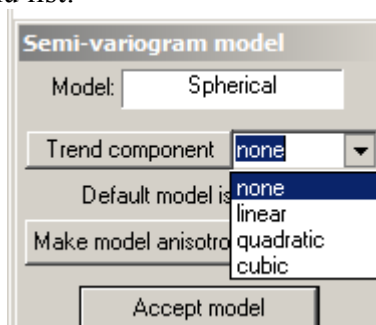 Semi-variogram model
Model: Spherical
Trend component none
Default model is none
linear
Make model anisotro quadratic
cubic
Accept model